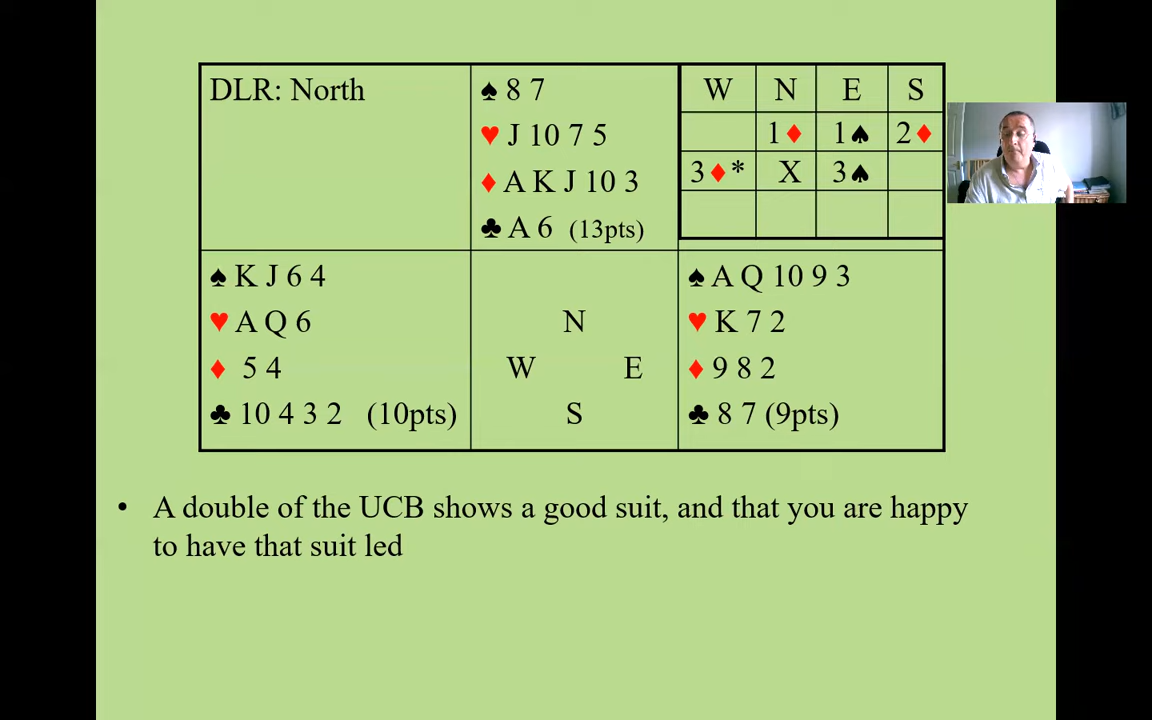 DLR: North
♠ 8 7
♥ J 10 7 5
♦ A K J 10 3
♣ A 6 (13pts)
W N E S
1♦ 1♠ 2♦
3♦* X 3♠
♠ K J 6 4
♥ A Q 6
♦ 5 4
♣ 10 4 3 2 (10pts)
N
W E
S
♠ A Q 10 9 3
♥ K 7 2
♦ 9 8 2
♣ 8 7 (9pts)
• A double of the UCB shows a good suit, and that you are happy
to have that suit led